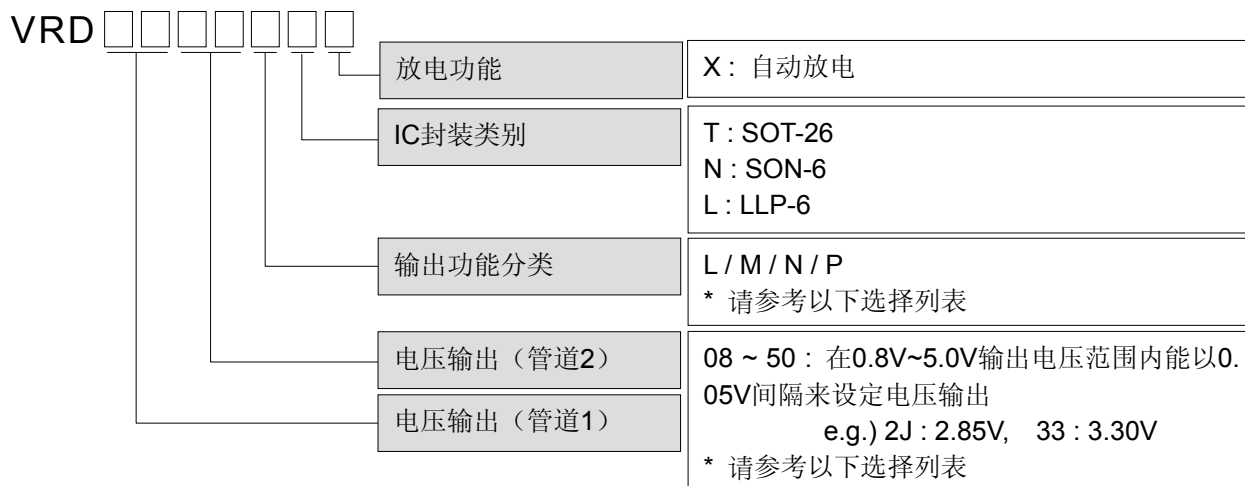 VRD□□□□□□□
放电功能
X : 自动放电
IC封装类别
T : SOT-26
N : SON-6
L : LLP-6
输出功能分类
L / M / N / P
* 请参考以下选择列表
电压输出（管道2）
电压输出（管道1）
08 ~ 50 : 在0.8V~5.0V输出电压范围内能以0.
05V间隔来设定电压输出
e.g.) 2J : 2.85V, 33 : 3.30V
* 请参考以下选择列表